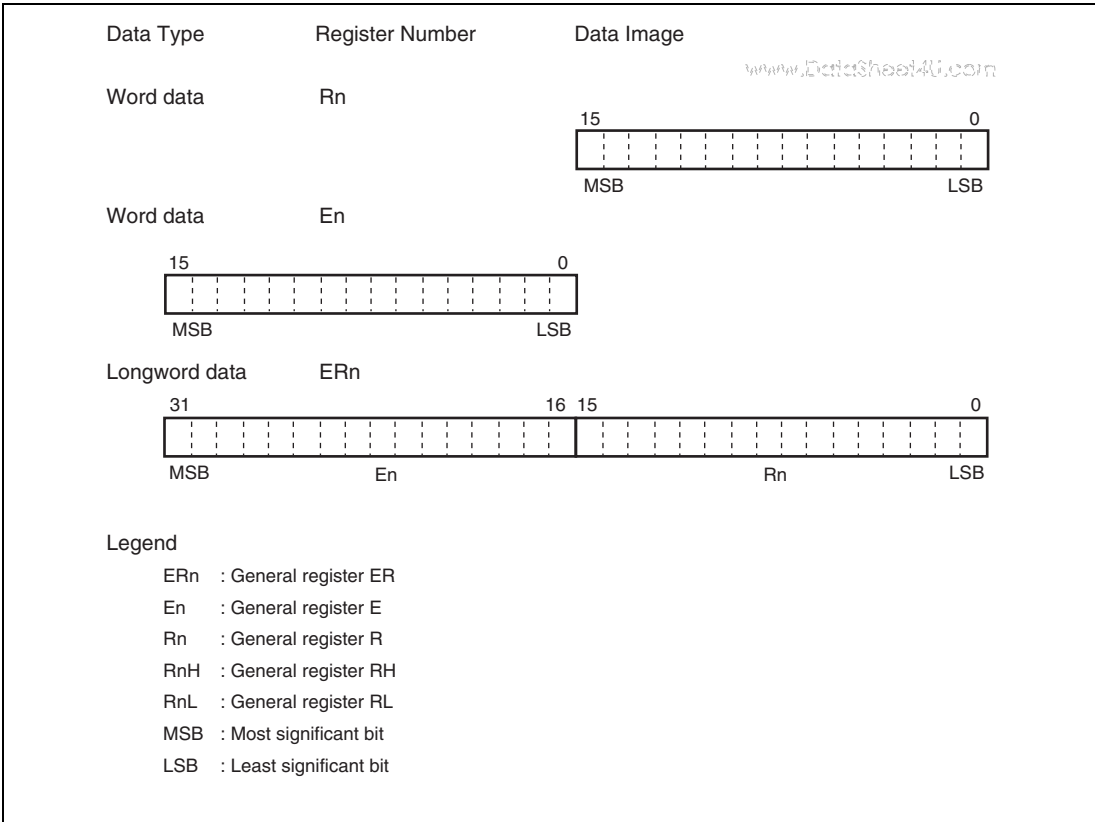 Data Type Register Number Data Image
www.DataSheet4U.com
Word data Rn
15 0
MSB LSB
Word data En
15 0
MSB LSB
Longword data ERn
31 16 15 0
MSB En Rn LSB
Legend
ERn : General register ER
En : General register E
Rn : General register R
RnH : General register RH
RnL : General register RL
MSB : Most significant bit
LSB : Least significant bit